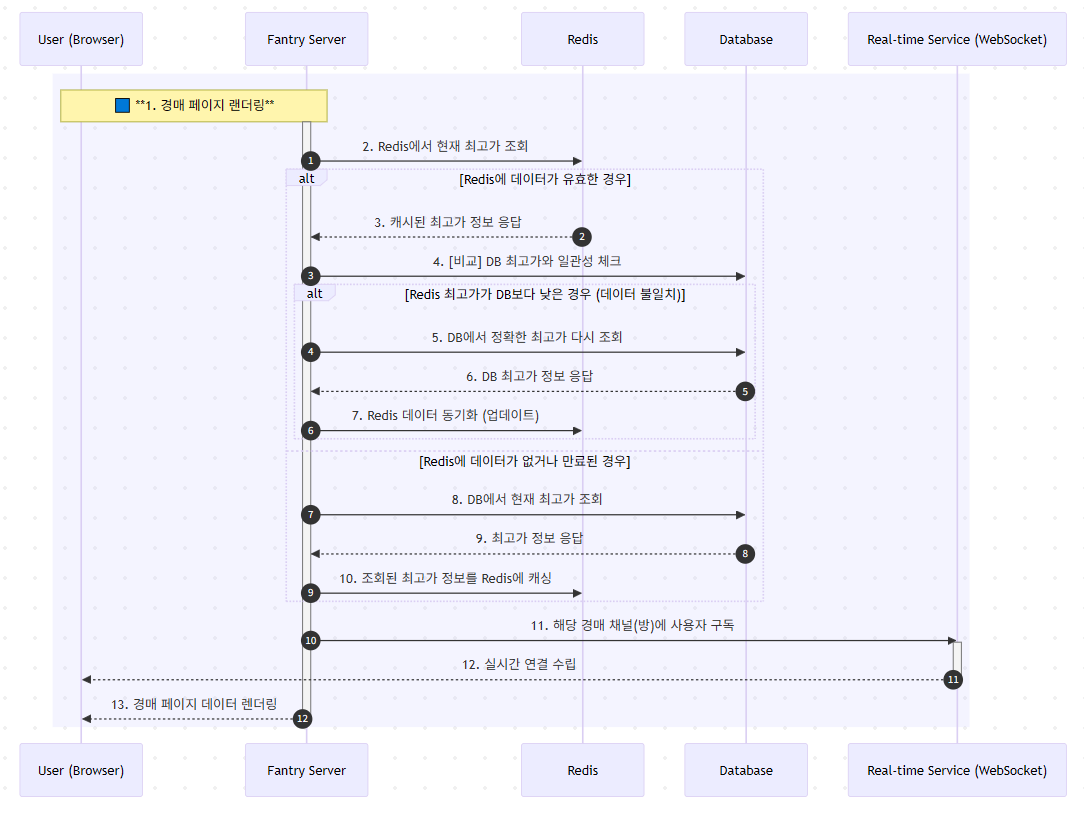 User (Browser)
Fantry Server
Redis
Database
Real-time Service (WebSocket)
**1. 경매 페이지 랜더링**
2. Redis에서 현재 최고가 조회
1
alt
[Redis에 데이터가 유효한 경우]
3. 캐시된 최고가 정보 응답
2
4. [비교] DB 최고가와 일관성 체크
3
alt
[Redis 최고가가 DB보다 낮은 경우 (데이터 불일치)]
5. DB에서 정확한 최고가 다시 조회
4
6. DB 최고가 정보 응답
5
7. Redis 데이터 동기화 (업데이트)
6
[Redis에 데이터가 없거나 만료된 경우]
8. DB에서 현재 최고가 조회
7
9. 최고가 정보 응답
8
10. 조회된 최고가 정보를 Redis에 캐싱
9
11. 해당 경매 채널(방)에 사용자 구독
10
12. 실시간 연결 수립
11
13. 경매 페이지 데이터 렌더링
12
User (Browser)
Fantry Server
Redis
Database
Real-time Service (WebSocket)